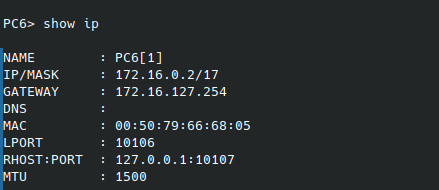 PC6> show ip
NAME        : PC6[1]
IP/MASK     : 172.16.0.2/17
GATEWAY     : 172.16.127.254
DNS         :
MAC         : 00:50:79:66:68:05
LPORT       : 10106
RHOST:PORT  : 127.0.0.1:10107
MTU         : 1500